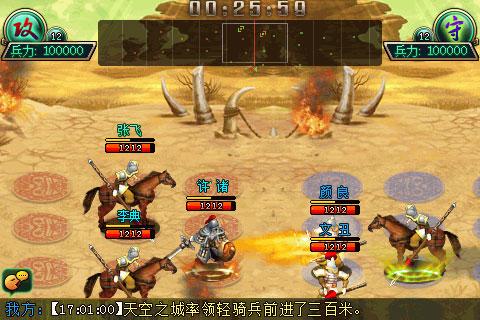 00:25:59
攻 12
兵力: 100000
12 守
兵力: 100000
张飞
1212
许诸
1212
颜良
1212
李典
1212
文丑
1212
我方:【17:01:00】天空之城率领轻骑兵前进了三百米。